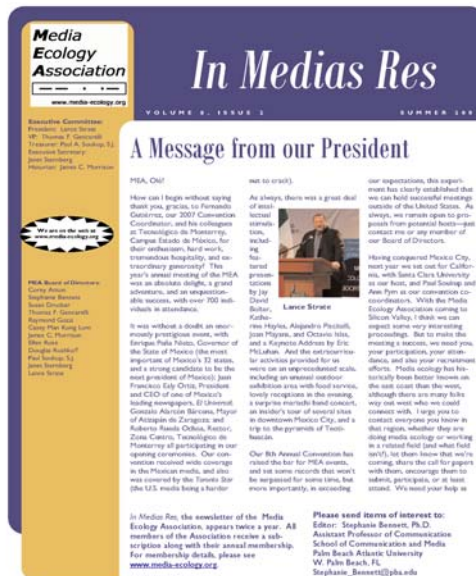 Media
Ecology
Association
www.media-ecology.org
In Medias Res
VOLUME 8, ISSUE 2
SUMMER 200
Executive Committee:
President: Lance Strate
VP: Thomas F. Gencarelli
Treasurer: Paul A. Soukup, S.J.
Executive Secretary:
Janet Sternberg
Historian: James C. Morrison
We are on the web at
www.media-ecology.org
MEA Board of Directors:
Corey Anton
Stephanie Bennett
Susan Drucker
Thomas F. Gencarelli
Raymond Gozzi
Casey Man Kong Lum
James C. Morrison
Ellen Rose
Douglas Rushkoff
Paul Soukup, S.J.
Janet Sternberg
Lance Strate
A Message from our President
MEA, Olé!
How can I begin without saying
thank you, gracias, to Fernando
Gutiérrez, our 2007 Convention
Coordinator, and his colleagues
at Tecnológico de Monterrey,
Campus Estado de México, for
their enthusiasm, hard work,
tremendous hospitality, and ex-
traordinary generosity! This
year's annual meeting of the MEA
was an absolute delight, a grand
adventure, and an unquestion-
able success, with over 700 indi-
viduals in attendance.
It was without a doubt an enor-
mously prestigious event, with
Enrique Peña Nieto, Governor of
the State of Mexico (the most
important of Mexico's 32 states,
and a strong candidate to be the
next president of Mexico); Juan
Francisco Ealy Ortiz, President
and CEO of one of Mexico's
leading newspapers, El Universal;
Gonzalo Alarcón Bárcena, Mayor
of Atizapán de Zaragoza; and
Roberto Rueda Ochoa, Rector,
Zona Centro, Tecnológico de
Monterrey all participating in our
opening ceremonies. Our con-
vention received wide coverage
in the Mexican media, and also
was covered by the Toronto Star
(the U.S. media being a harder
nut to crack).
As always, there was a great deal
of intel-
lectual
stimula-
tion,
includ-
ing
fea-
tured
presen-
tations
by Jay
David
Bolter,
Kathe-
rine Hayles, Alejandro Piscitelli,
Joan Mayans, and Octavio Islas,
and a Keynote Address by Eric
McLuhan. And the extracurricu-
lar activities provided for us
were on an unprecedented scale,
including an unusual outdoor
exhibition area with food service,
lovely receptions in the evening,
a surprise mariachi band concert,
an insider's tour of several sites
in downtown Mexico City, and a
trip to the pyramids of Teoti-
huacán.
Our 8th Annual Convention has
raised the bar for MEA events,
and set some records that won't
be surpassed for some time, but
more importantly, in exceeding
Lance Strate
our expectations, this experi-
ment has clearly established that
we can hold successful meetings
outside of the United States. As
always, we remain open to pro-
posals from potential hosts—just
contact me or any member of
our Board of Directors.
Having conquered Mexico City,
next year we set out for Califor-
nia, with Santa Clara University
as our host, and Paul Soukup and
Ann Pym as our convention co-
coordinators. With the Media
Ecology Association coming to
Silicon Valley, I think we can
expect some very interesting
proceedings. But to make the
meeting a success, we need you,
your participation, your atten-
dance, and also your recruitment
efforts. Media ecology has his-
torically been better known on
the east coast than the west,
although there are many folks
way out west who we could
connect with. I urge you to
contact everyone you know in
that region, whether they are
doing media ecology or working
in a related field (and what field
isn't?), let them know that we're
coming, share the call for papers
with them, encourage them to
submit, participate, or at least
attend. We need your help as
In Medias Res, the newsletter of the Media
Ecology Association, appears twice a year. All
members of the Association receive a sub-
scription along with their annual membership.
For membership details, please see
www.media-ecology.org.
Please send items of interest to:
Editor: Stephanie Bennett, Ph.D.
Assistant Professor of Communication
School of Communication and Media
Palm Beach Atlantic University
W. Palm Beach, FL
Stephanie_Bennett@pba.edu